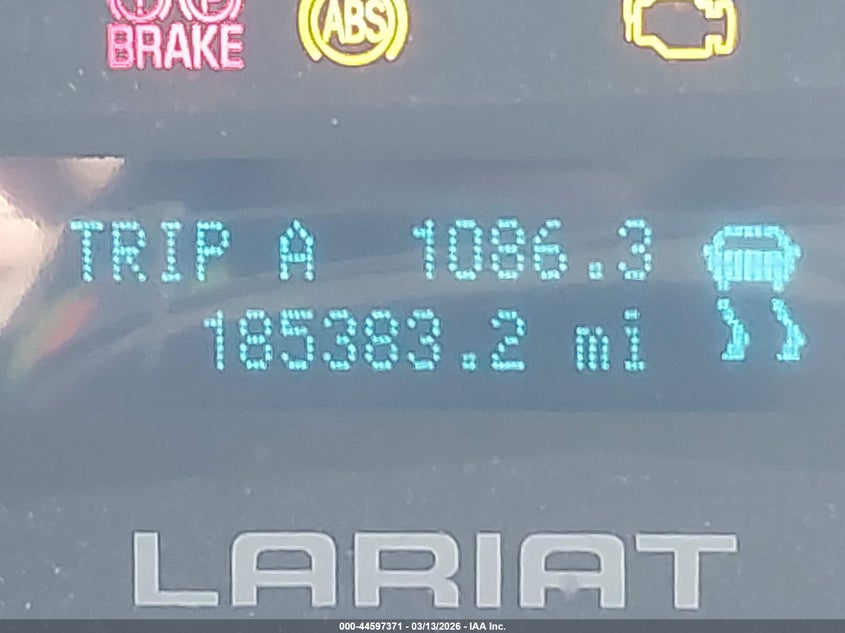 BRAKE
ABS
TRIP A 1086.3
185383.2 mi
LARIAT
000-44597371 - 03/13/2026 - IAA Inc.